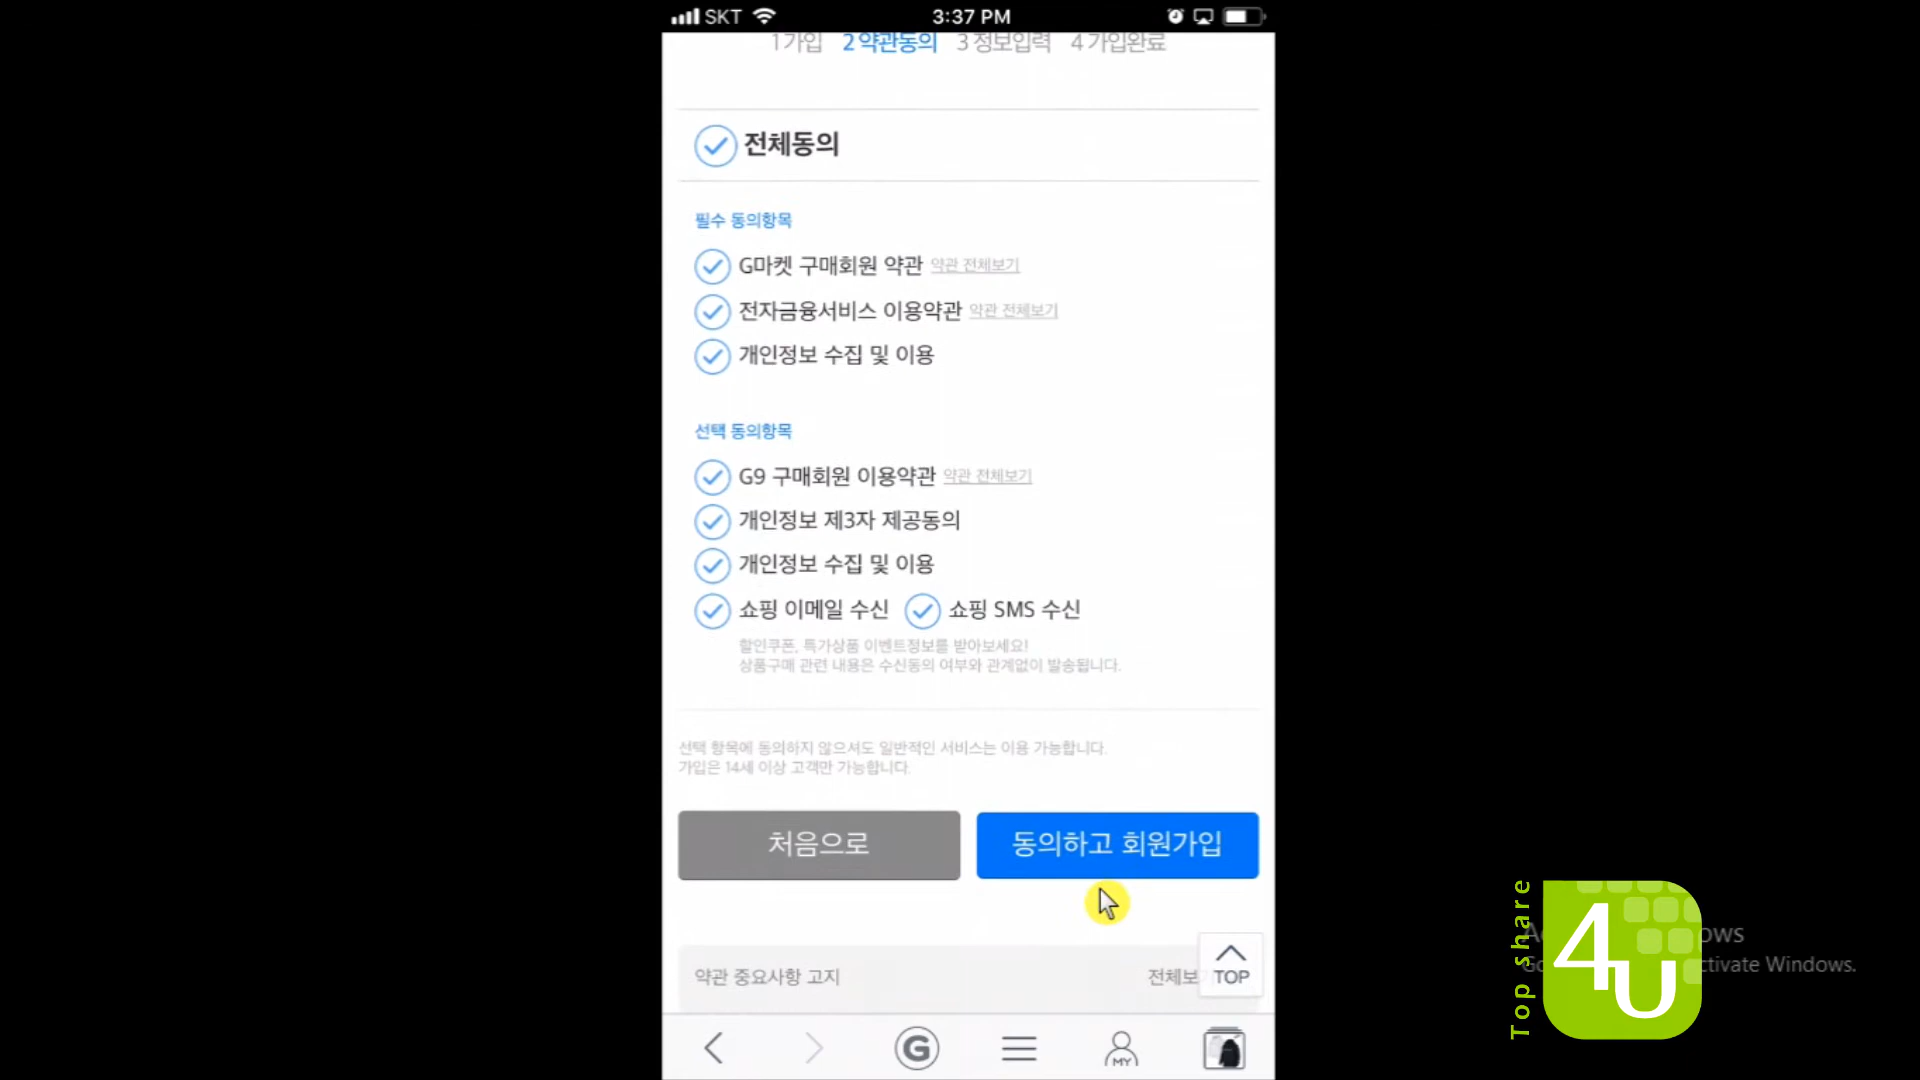 SKT 3:37 PM
1 가입 2 약관동의 3 정보입력 4 가입완료
전체동의
필수 동의항목
G마켓 구매회원 약관 약관 전체보기
전자금융서비스 이용약관 약관 전체보기
개인정보 수집 및 이용
선택 동의항목
G9 구매회원 이용약관 약관 전체보기
개인정보 제3자 제공동의
개인정보 수집 및 이용
쇼핑 이메일 수신 쇼핑 SMS 수신
할인쿠폰, 특가상품 이벤트정보를 받아보세요!
상품구매 관련 내용은 수신동의 여부와 관계없이 발송됩니다.
선택 항목에 동의하지 않으셔도 일반적인 서비스는 이용 가능합니다.
가입은 14세 이상 고객만 가능합니다.
처음으로 동의하고 회원가입
약관 중요사항 고지 전체보
TOP
G
MY
Top share
4U
Windows.